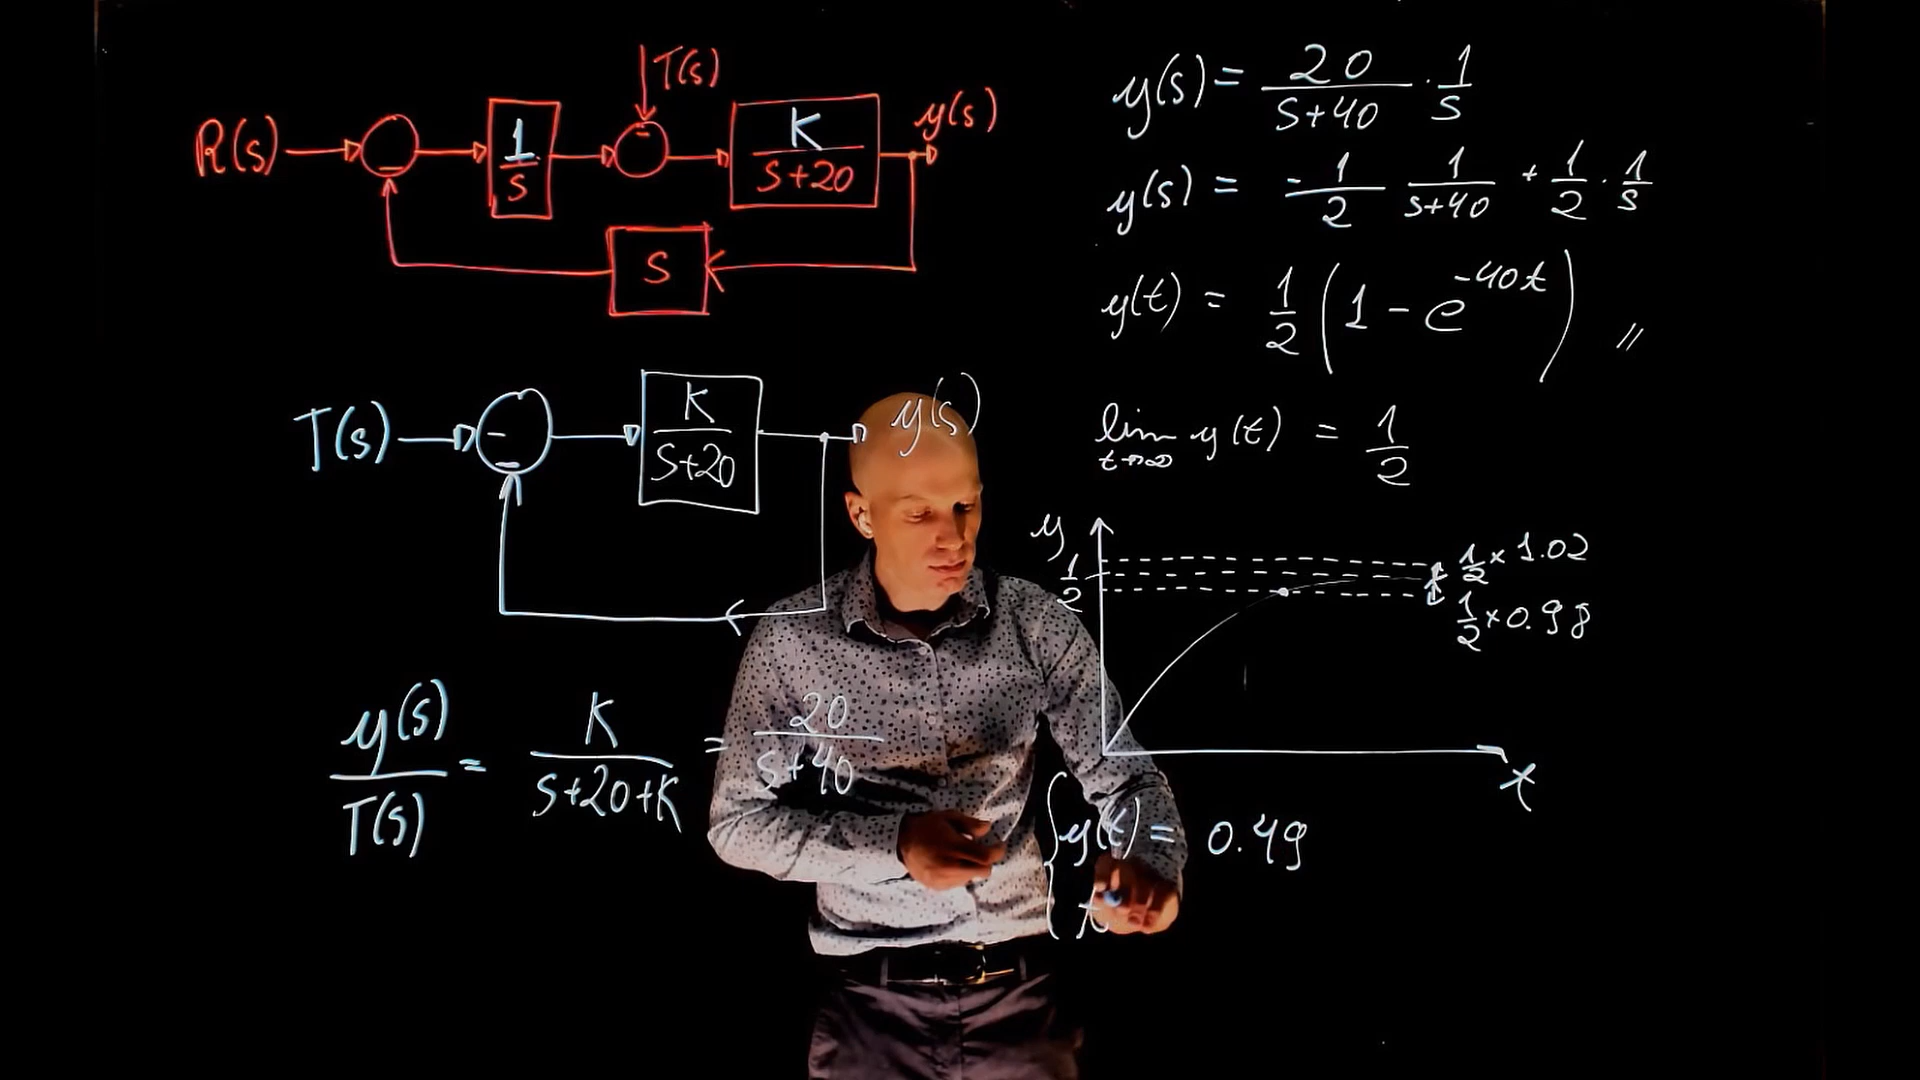 T(s)
R(s)
-
1/s
-
K/(s+20)
y(s)
s
T(s)
-
-
K/(s+20)
y(s)
y(s)/T(s) = K/(s+20+K) = 20/(s+40)
y(s) = 20/(s+40) · 1/s
y(s) = -1/2 1/(s+40) + 1/2 · 1/s
y(t) = 1/2 (1 - e^{-40t}) //
lim t→∞ y(t) = 1/2
y
1/2
1/2 × 1.02
1/2 × 0.98
t
y(t) = 0.49
t